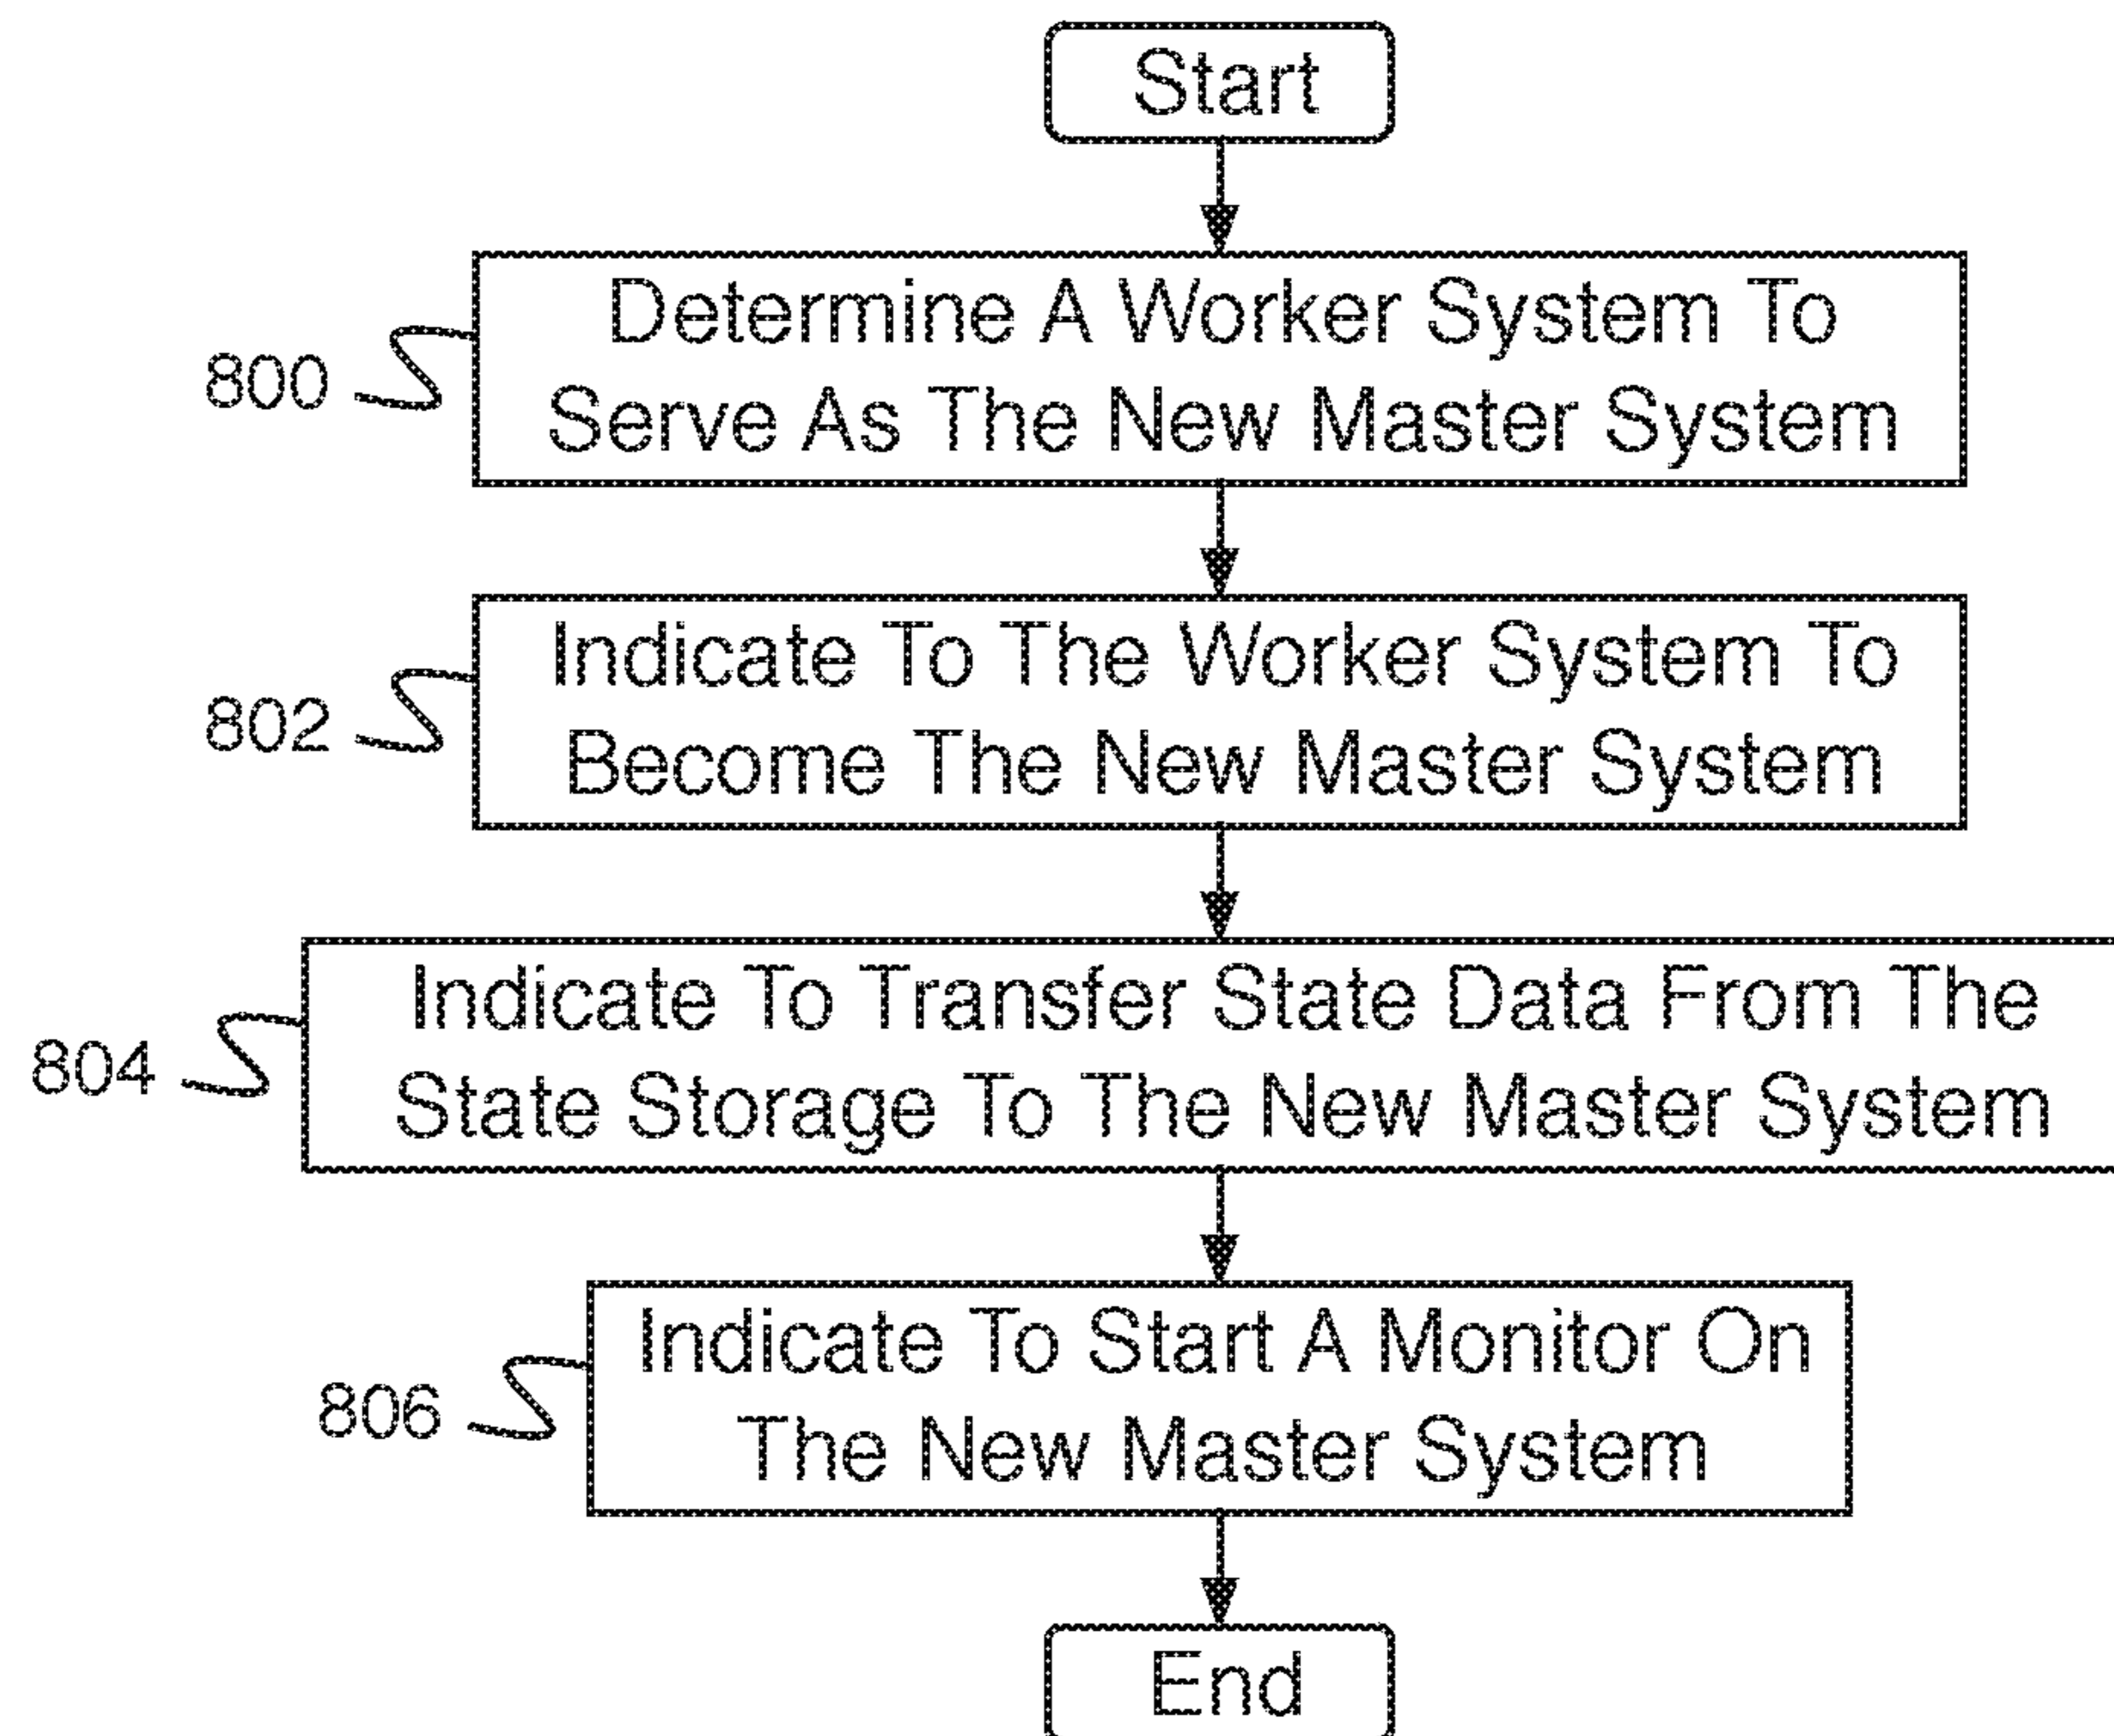 Start
800
Determine A Worker System To
Serve As The New Master System
802
Indicate To The Worker System To
Become The New Master System
804
Indicate To Transfer State Data From The
State Storage To The New Master System
806
Indicate To Start A Monitor On
The New Master System
End